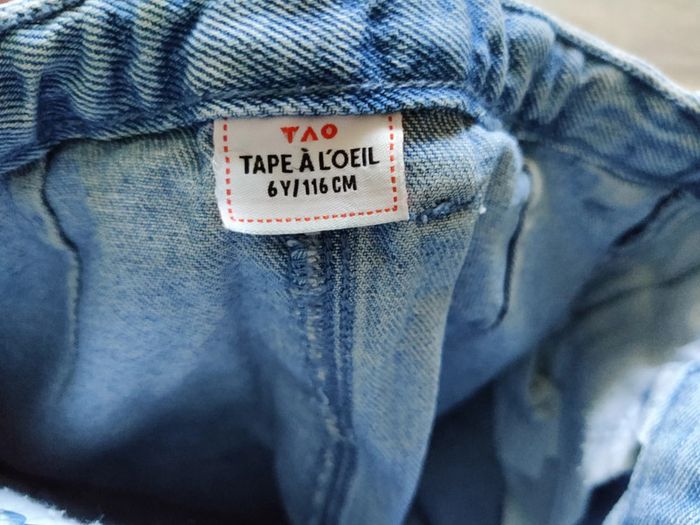 TAO
TAPE À L'OEIL
6Y/116 CM